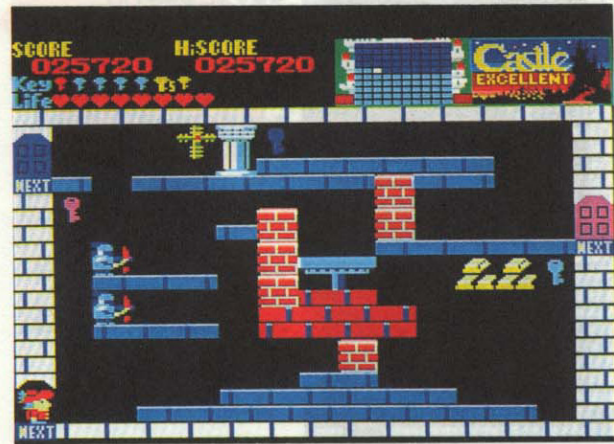 SCORE HiSCORE
025720 025720
Key
Life
Castle
EXCELLENT
NEXT
NEXT
NEXT